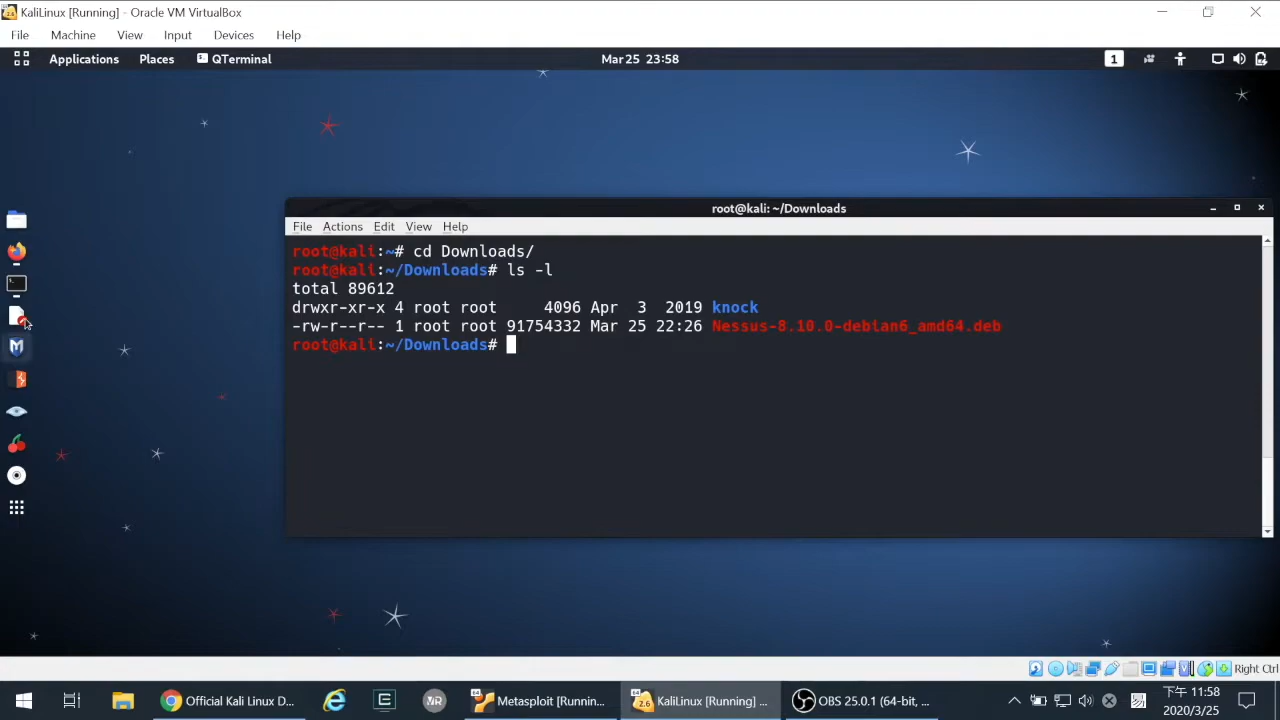 KaliLinux [Running] - Oracle VM VirtualBox
File Machine View Input Devices Help
Applications Places QTerminal Mar 25 23:58 1
root@kali: ~/Downloads
File Actions Edit View Help
root@kali:~# cd Downloads/
root@kali:~/Downloads# ls -l
total 89612
drwxr-xr-x 4 root root 4096 Apr 3 2019 knock
-rw-r--r-- 1 root root 91754332 Mar 25 22:26 Nessus-8.10.0-debian6_amd64.deb
root@kali:~/Downloads#
Right Ctrl
Official Kali Linux D...
Metasploit [Runnin...
2.6
KaliLinux [Running] ...
OBS 25.0.1 (64-bit, ...
下午 11:58
2020/3/25